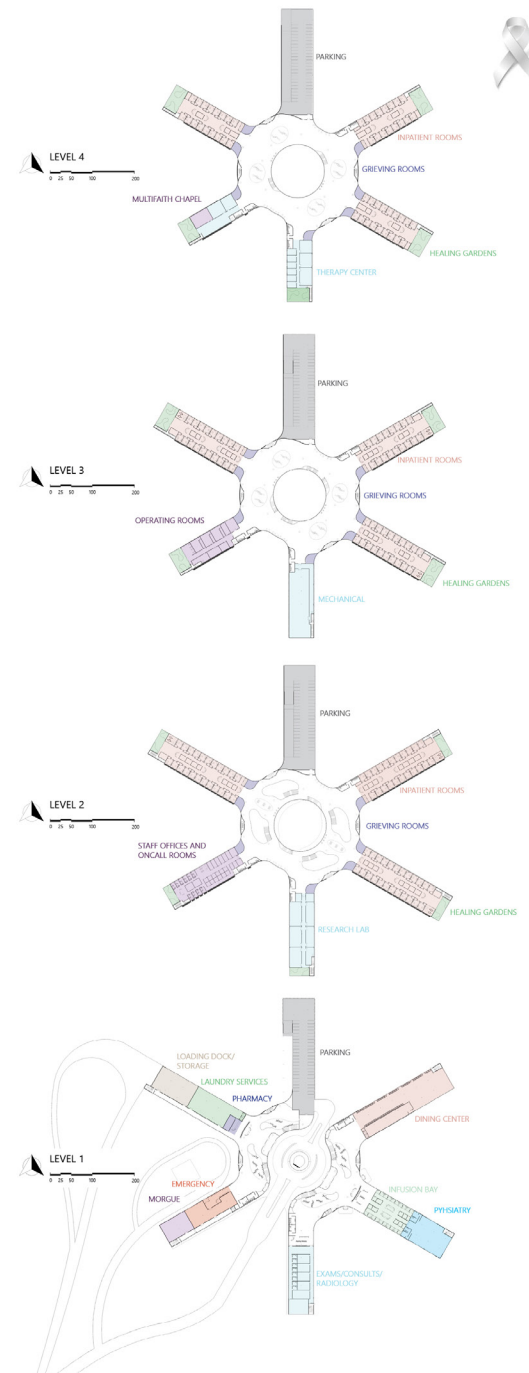 PARKING
INPATIENT ROOMS
LEVEL 4
0 25 50 100 200
GRIEVING ROOMS
MULTIFAITH CHAPEL
HEALING GARDENS
THERAPY CENTER
PARKING
INPATIENT ROOMS
LEVEL 3
0 25 50 100 200
GRIEVING ROOMS
OPERATING ROOMS
HEALING GARDENS
MECHANICAL
PARKING
INPATIENT ROOMS
LEVEL 2
0 25 50 100 200
GRIEVING ROOMS
STAFF OFFICES AND
ONCALL ROOMS
HEALING GARDENS
RESEARCH LAB
PARKING
LOADING DOCK/
STORAGE
LAUNDRY SERVICES
PHARMACY
DINING CENTER
LEVEL 1
0 25 50 100 200
EMERGENCY
MORGUE
INFUSION BAY
PYHSIATRY
EXAMS/CONSULTS/
RADIOLOGY